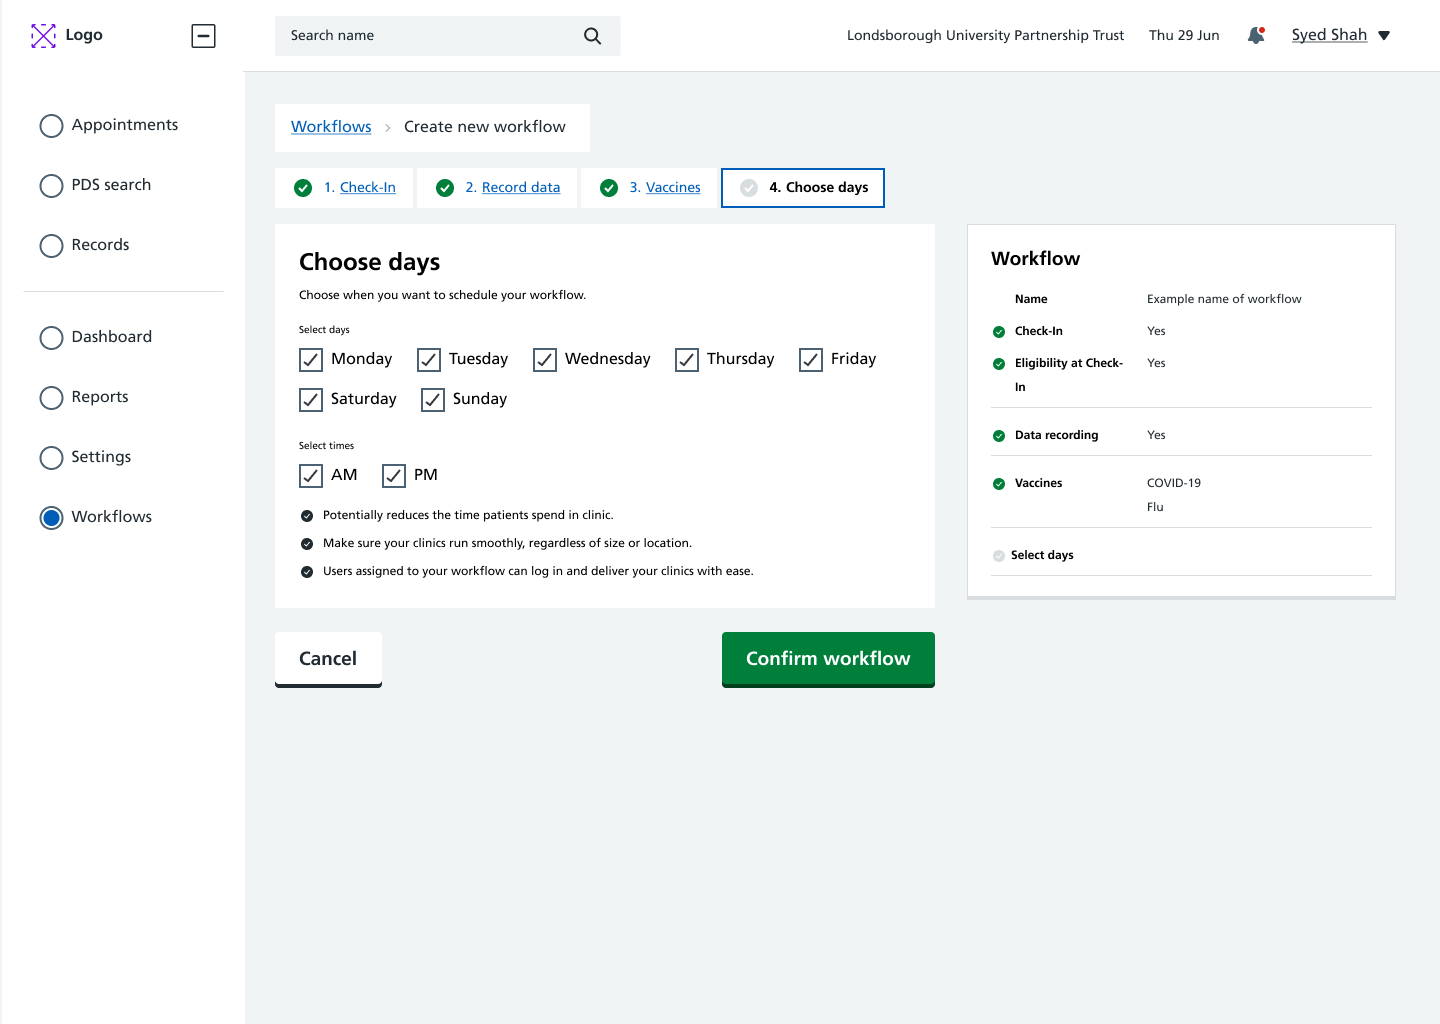 Logo
Search name
Londsborough University Partnership Trust
Thu 29 Jun
Syed Shah
Appointments
PDS search
Records
Dashboard
Reports
Settings
Workflows
Workflows
Create new workflow
1. Check-In
2. Record data
3. Vaccines
4. Choose days
Choose days
Choose when you want to schedule your workflow.
Select days
Monday Tuesday Wednesday Thursday Friday
Saturday Sunday
Select times
AM PM
Potentially reduces the time patients spend in clinic.
Make sure your clinics run smoothly, regardless of size or location.
Users assigned to your workflow can log in and deliver your clinics with ease.
Cancel
Confirm workflow
Workflow
Name Example name of workflow
Check-In Yes
Eligibility at Check- Yes
In
Data recording Yes
Vaccines COVID-19
Flu
Select days